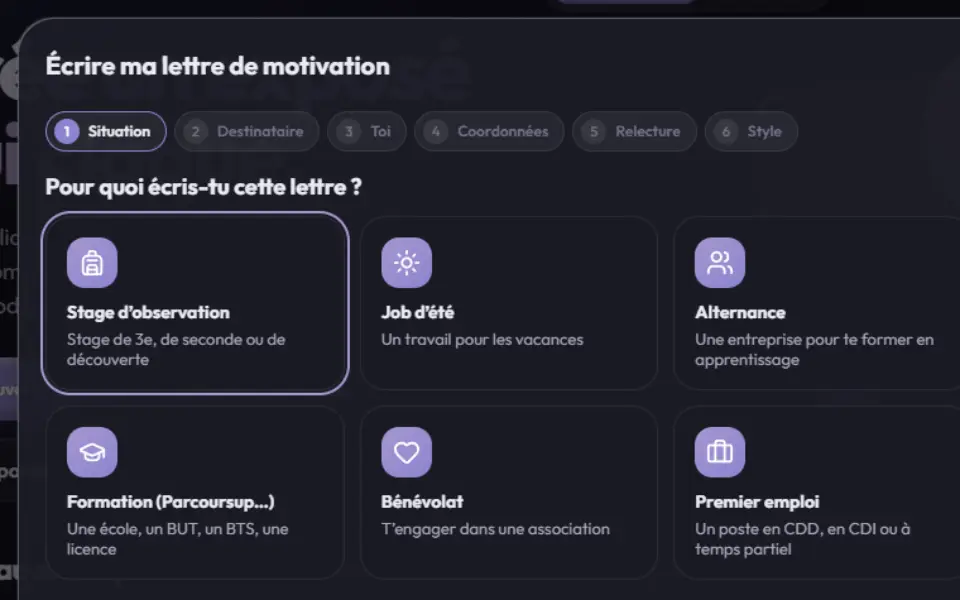 Écrire ma lettre de motivation
1 Situation
2 Destinataire
3 Toi
4 Coordonnées
5 Relecture
6 Style
Pour quoi écris-tu cette lettre ?
Stage d'observation
Stage de 3e, de seconde ou de
découverte
Job d'été
Un travail pour les vacances
Alternance
Une entreprise pour te former en
apprentissage
Formation (Parcoursup…)
Une école, un BUT, un BTS, une
licence
Bénévolat
T'engager dans une association
Premier emploi
Un poste en CDD, en CDI ou à
temps partiel